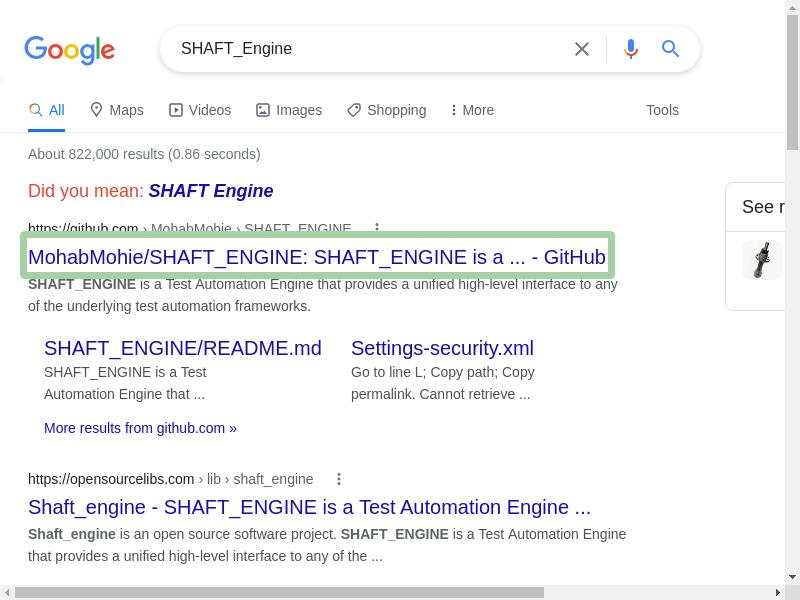 Google
SHAFT_Engine
All Maps Videos Images Shopping More Tools
About 822,000 results (0.86 seconds)
Did you mean: SHAFT Engine
See r
https://github.com › MohabMohie › SHAFT_ENGINE
MohabMohie/SHAFT_ENGINE: SHAFT_ENGINE is a ... - GitHub
SHAFT_ENGINE is a Test Automation Engine that provides a unified high-level interface to any
of the underlying test automation frameworks.
SHAFT_ENGINE/README.md
SHAFT_ENGINE is a Test
Automation Engine that ...
Settings-security.xml
Go to line L; Copy path; Copy
permalink. Cannot retrieve ...
More results from github.com »
https://opensourcelibs.com › lib › shaft_engine
Shaft_engine - SHAFT_ENGINE is a Test Automation Engine ...
Shaft_engine is an open source software project. SHAFT_ENGINE is a Test Automation Engine
that provides a unified high-level interface to any of the ...